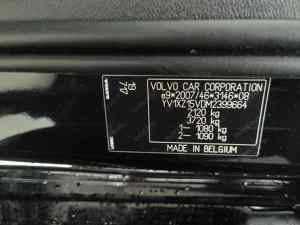 VOLVO CAR CORPORATION
e9*2007/46*3146*08
YV1XZ15VDM2399664
2120 kg
3720 kg
1- 1080 kg
2- 1090 kg
MADE IN BELGIUM